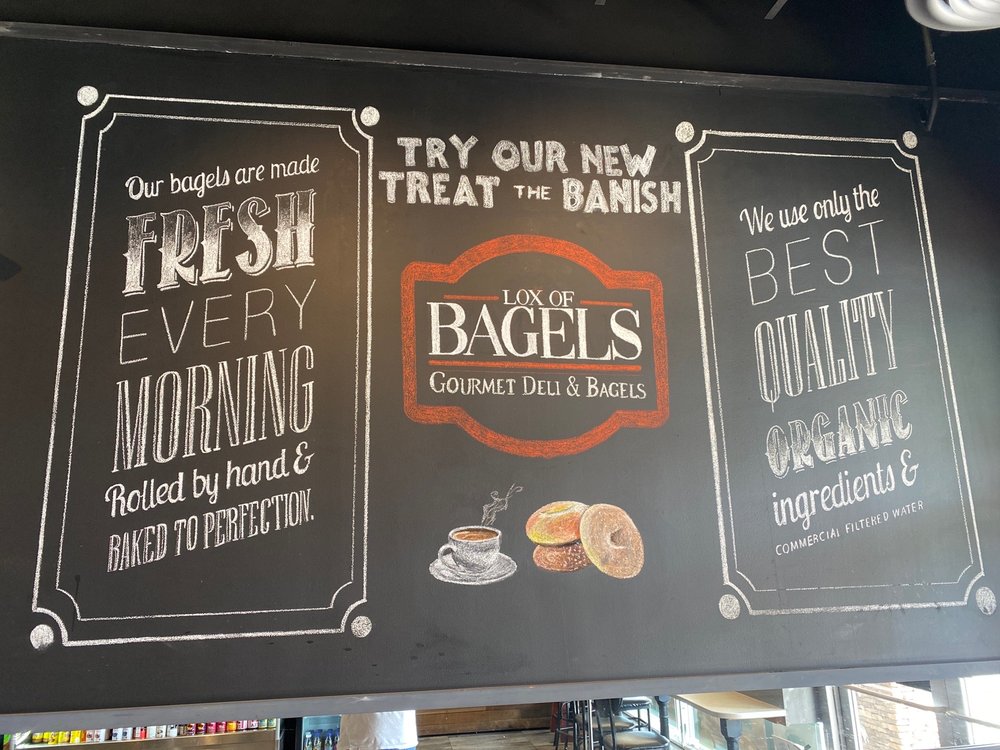 Our bagels are made
FRESH
EVERY
MORNING
Rolled by hand &
BAKED TO PERFECTION.
TRY OUR NEW
TREAT THE BANISH
LOX OF
BAGELS
GOURMET DELI & BAGELS
We use only the
BEST
QUALITY
ORGANIC
ingredients &
COMMERCIAL FILTERED WATER